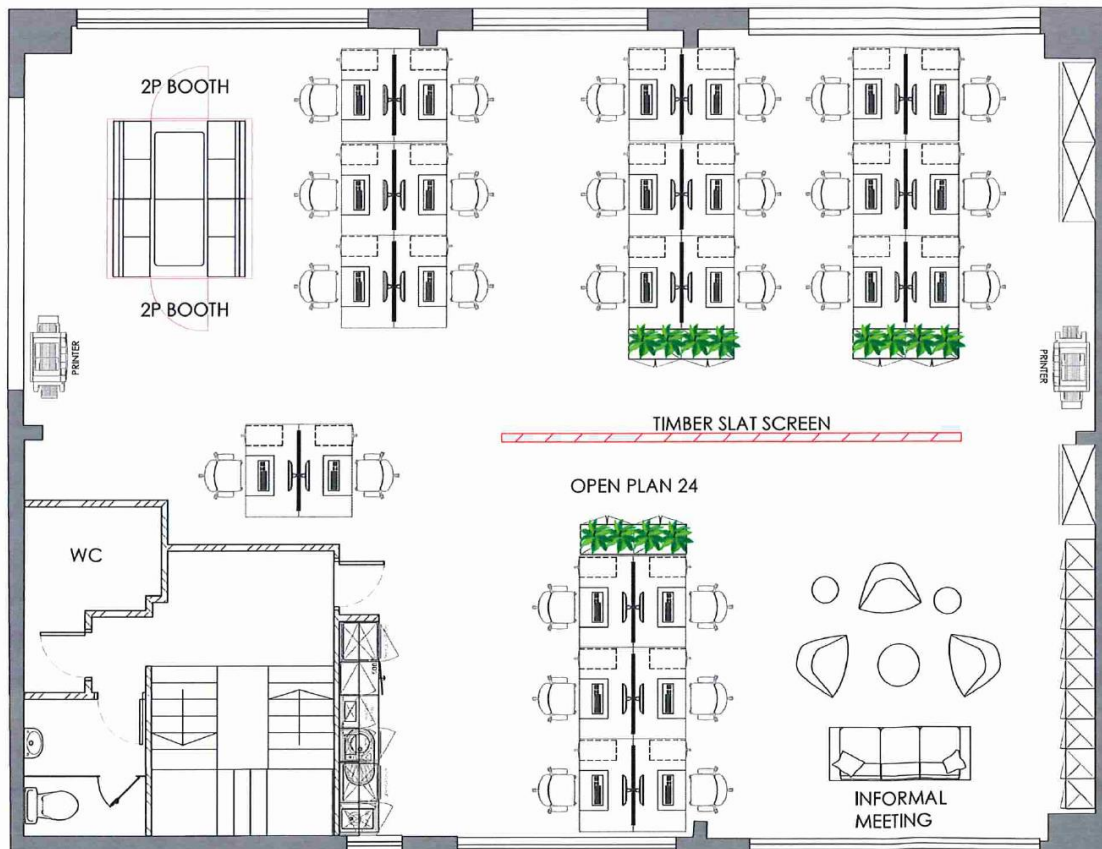 2P BOOTH
2P BOOTH
PRINTER
PRINTER
TIMBER SLAT SCREEN
OPEN PLAN 24
WC
INFORMAL
MEETING